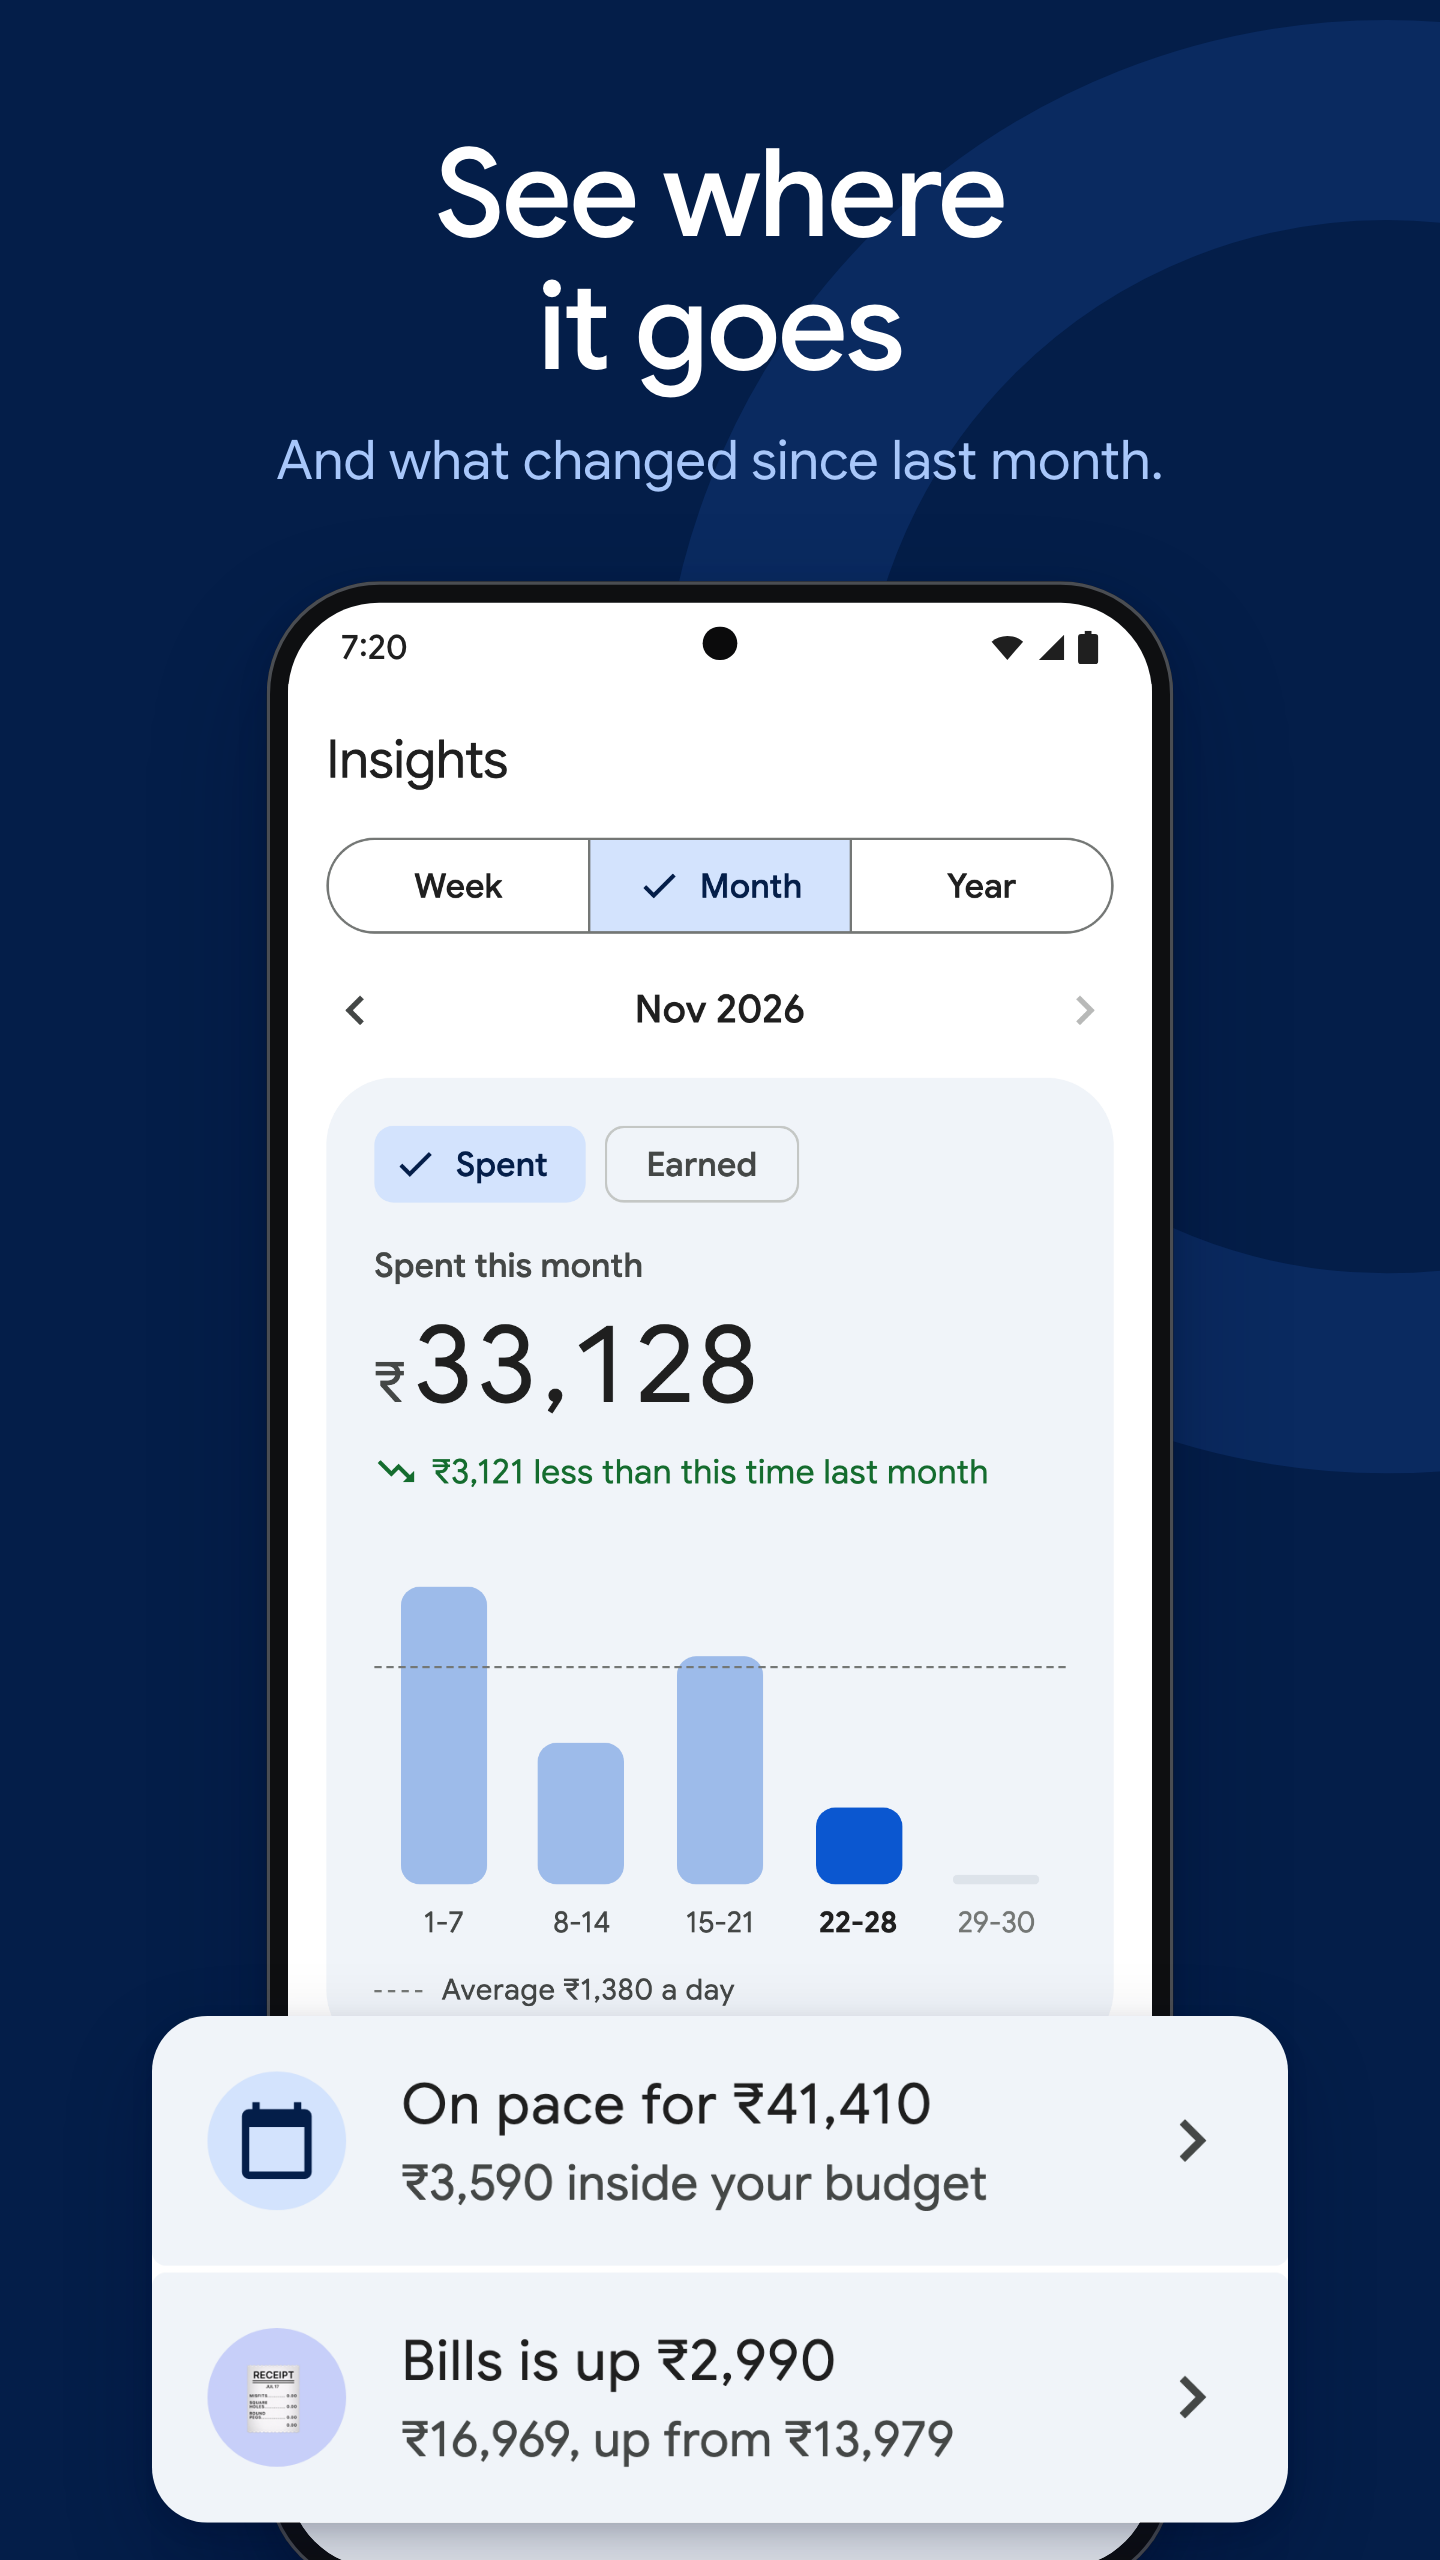 See where
it goes
And what changed since last month.
7:20
Insights
Week
Month
Year
Nov 2026
Spent
Earned
Spent this month
₹33,128
₹3,121 less than this time last month
1-7
8-14
15-21
22-28
29-30
Average ₹1,380 a day
On pace for ₹41,410
₹3,590 inside your budget
RECEIPT
JUL 17
Bills is up ₹2,990
₹16,969, up from ₹13,979